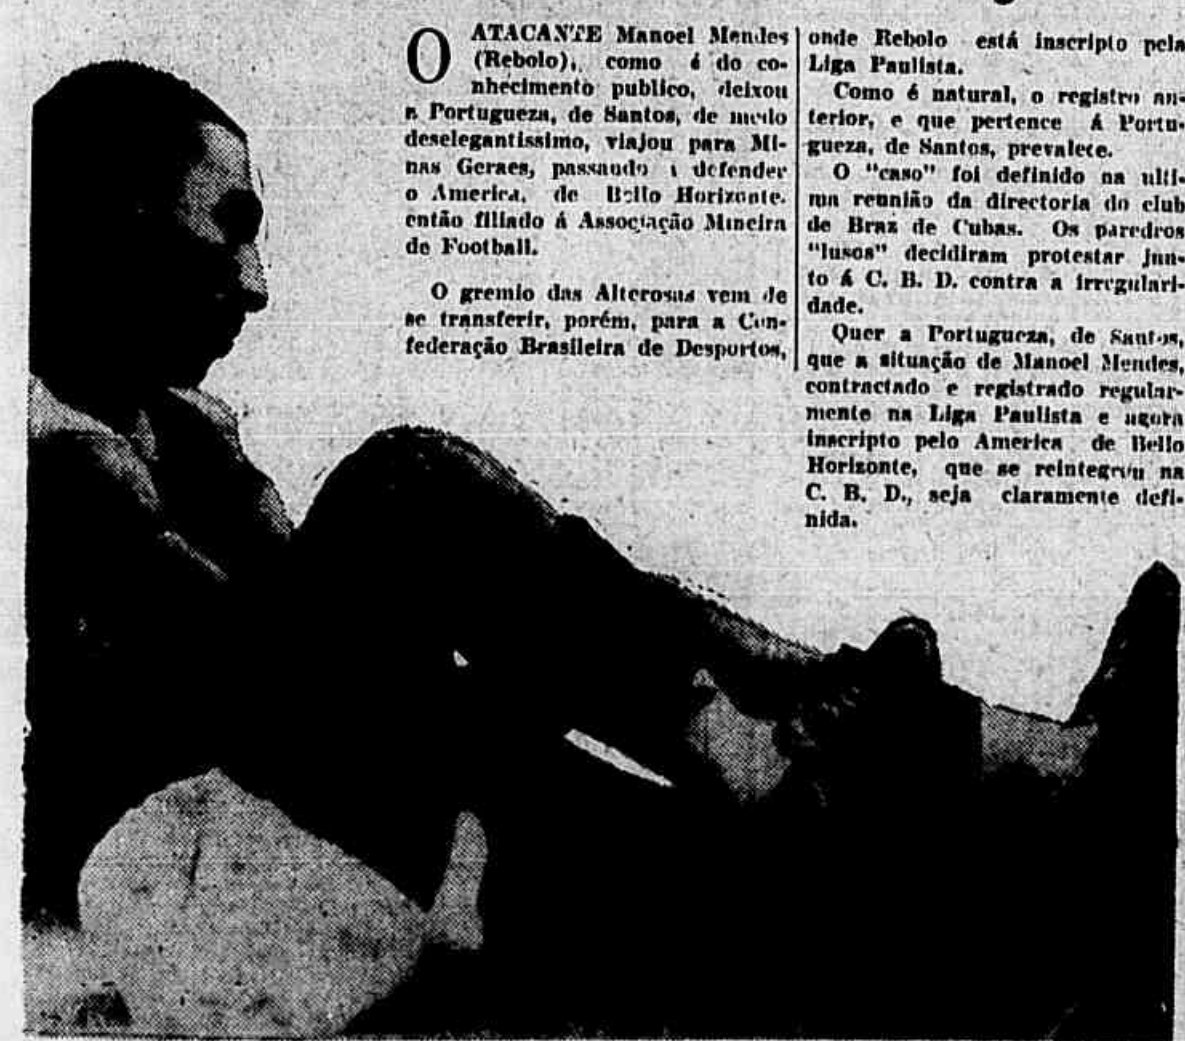 O ATACANTE Manoel Mendes
(Rebolo), como é do co-
nhecimento publico, deixou
a Portugueza, de Santos, de modo
deselegantissimo, viajou para Mi-
nas Geraes, passando a defender
o America, de Bello Horizonte,
então filiado á Associação Mineira
de Football.
O gremio das Alterosas vem de
se transferir, porém, para a Con-
federação Brasileira de Desportos,
onde Rebolo está inscripto pela
Liga Paulista.
Como é natural, o registro an-
terior, e que pertence á Portu-
gueza, de Santos, prevalece.
O "caso" foi definido na ulti-
ma reunião da directoria do club
de Braz de Cubas. Os paredros
"lusos" decidiram protestar jun-
to á C. B. D. contra a irregulari-
dade.
Quer a Portugueza, de Santos,
que a situação de Manoel Mendes,
contractado e registrado regular-
mente na Liga Paulista e agora
inscripto pelo America de Bello
Horizonte, que se reintegrou na
C. B. D., seja claramente defi-
nida.